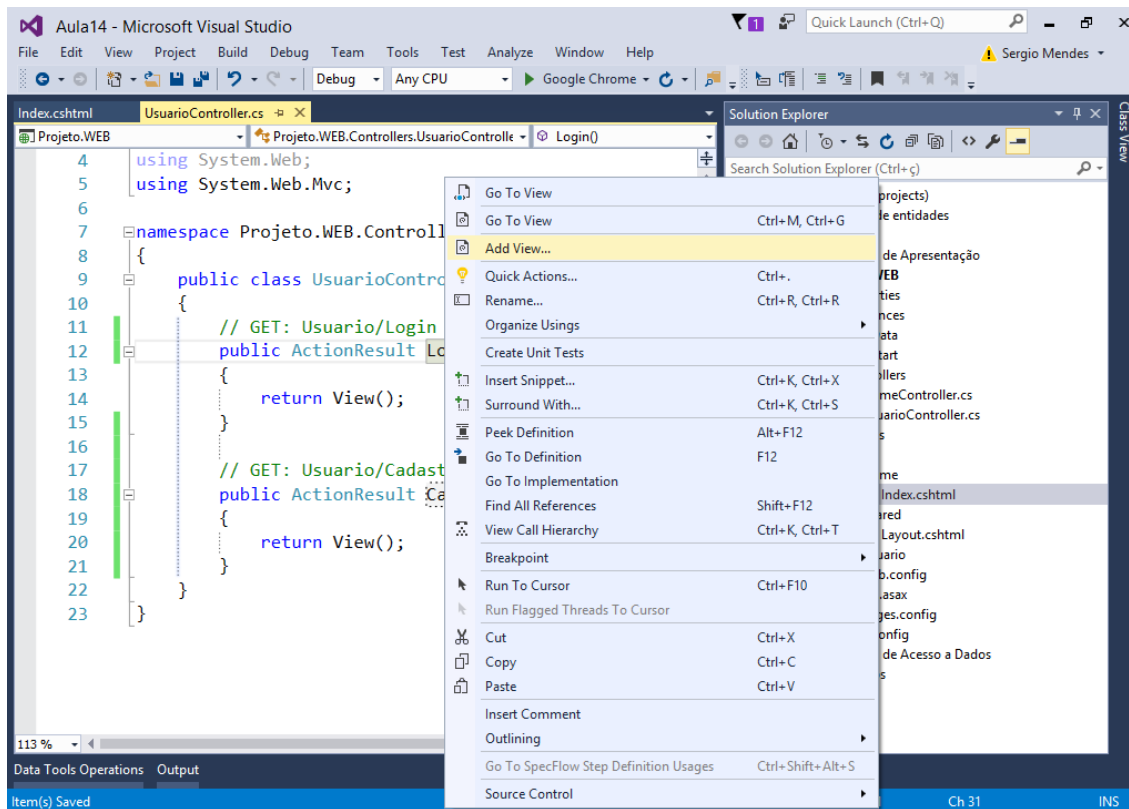 Aula14 - Microsoft Visual Studio
1
Quick Launch (Ctrl+Q)
File Edit View Project Build Debug Team Tools Test Analyze Window Help
Sergio Mendes
Debug Any CPU Google Chrome
Index.cshtml UsuarioController.cs
Projeto.WEB Projeto.WEB.Controllers.UsuarioControlle Login()
4 using System.Web;
5 using System.Web.Mvc;
6
7 namespace Projeto.WEB.Controll
8 {
9 public class UsuarioContro
10 {
11 // GET: Usuario/Login
12 public ActionResult Lo
13 {
14 return View();
15 }
16
17 // GET: Usuario/Cadast
18 public ActionResult Ca
19 {
20 return View();
21 }
22 }
23 }
113 %
Go To View
Go To View Ctrl+M, Ctrl+G
Add View...
Quick Actions... Ctrl+.
Rename... Ctrl+R, Ctrl+R
Organize Usings
Create Unit Tests
Insert Snippet... Ctrl+K, Ctrl+X
Surround With... Ctrl+K, Ctrl+S
Peek Definition Alt+F12
Go To Definition F12
Go To Implementation
Find All References Shift+F12
View Call Hierarchy Ctrl+K, Ctrl+T
Breakpoint
Run To Cursor Ctrl+F10
Run Flagged Threads To Cursor
Cut Ctrl+X
Copy Ctrl+C
Paste Ctrl+V
Insert Comment
Outlining
Go To SpecFlow Step Definition Usages Ctrl+Shift+Alt+S
Source Control
Solution Explorer
Search Solution Explorer (Ctrl+ç)
projects)
de entidades
de Apresentação
WEB
ties
nces
ata
tart
ollers
meController.cs
uarioController.cs
s
me
Index.cshtml
ared
Layout.cshtml
uario
b.config
.asax
ges.config
onfig
de Acesso a Dados
s
Class View
Data Tools Operations Output
Item(s) Saved Ch 31 INS